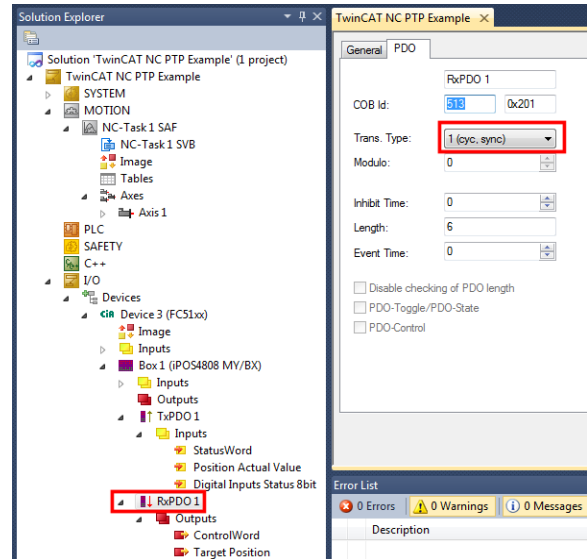 Solution Explorer
Solution 'TwinCAT NC PTP Example' (1 project)
TwinCAT NC PTP Example
SYSTEM
MOTION
NC-Task 1 SAF
NC-Task 1 SVB
Image
Tables
Axes
Axis 1
PLC
SAFETY
C++
I/O
Devices
Device 3 (FC51xx)
Image
Inputs
Box 1 (iPOS4808 MY/BX)
Inputs
Outputs
TxPDO 1
Inputs
StatusWord
Position Actual Value
Digital Inputs Status 8bit
RxPDO 1
Outputs
ControlWord
Target Position
TwinCAT NC PTP Example
General PDO
RxPDO 1
COB Id: 513 0x201
Trans. Type: 1 (cyc, sync)
Modulo: 0
Inhibit Time: 0
Length: 6
Event Time: 0
Disable checking of PDO length
PDO-Toggle/PDO-State
PDO-Control
Error List
0 Errors 0 Warnings 0 Messages
Description